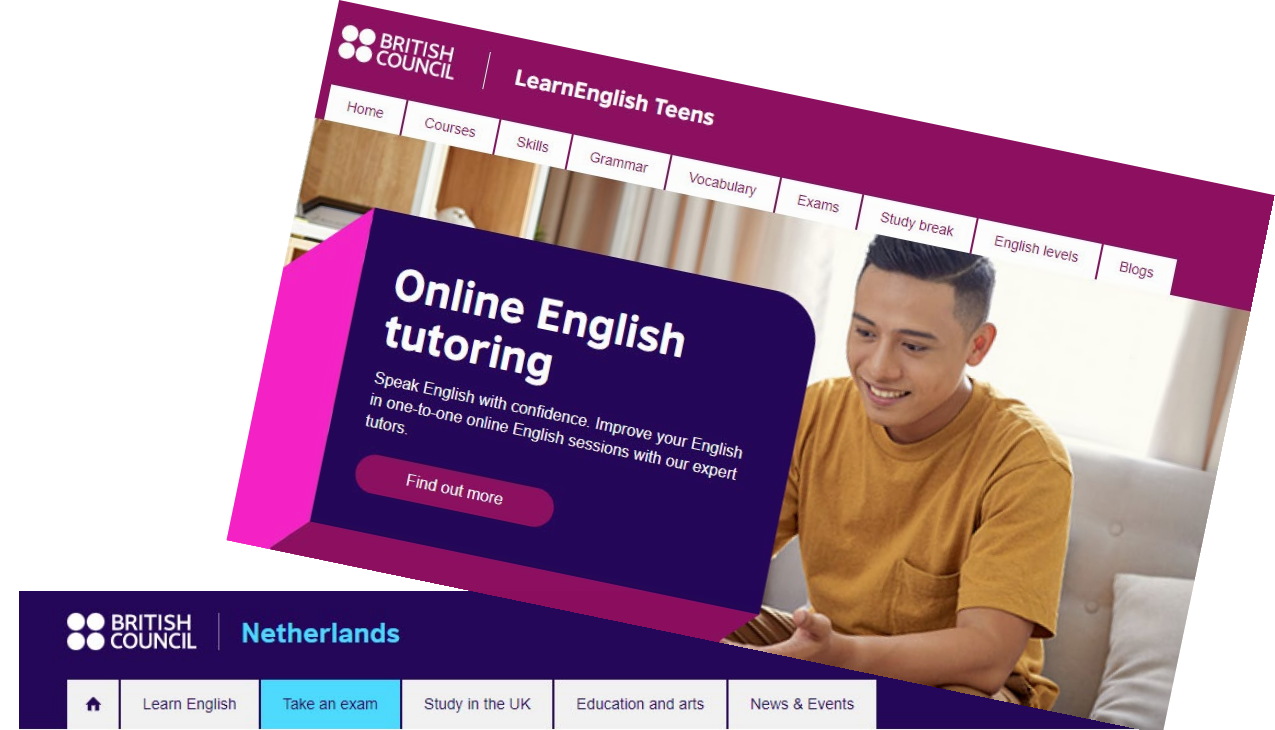 BRITISH
COUNCIL
LearnEnglish Teens
Home Courses Skills Grammar Vocabulary Exams Study break English levels Blogs
Online English
tutoring
Speak English with confidence. Improve your English
in one-to-one online English sessions with our expert
tutors.
Find out more
BRITISH
COUNCIL
Netherlands
Learn English Take an exam Study in the UK Education and arts News & Events